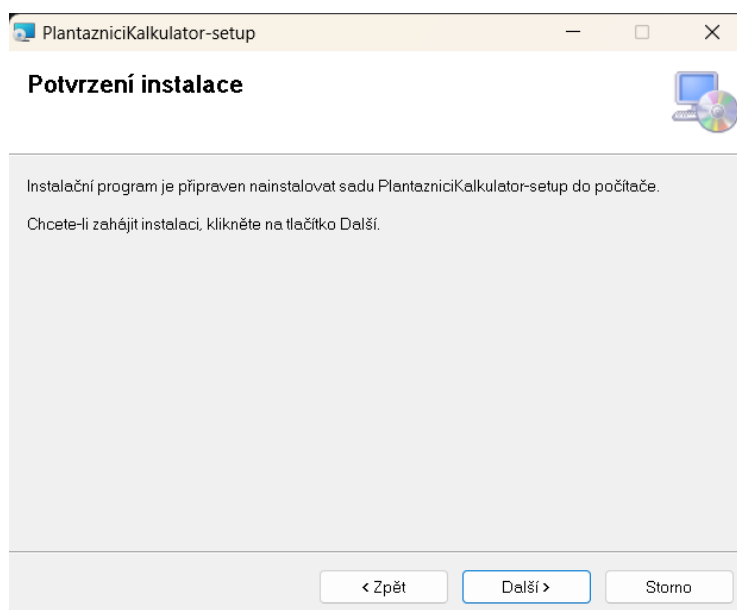 PlantazniciKalkulator-setup
Potvrzení instalace
Instalační program je připraven nainstalovat sadu PlantazniciKalkulator-setup do počítače.
Chcete-li zahájit instalaci, klikněte na tlačítko Další.
< Zpět
Další >
Storno